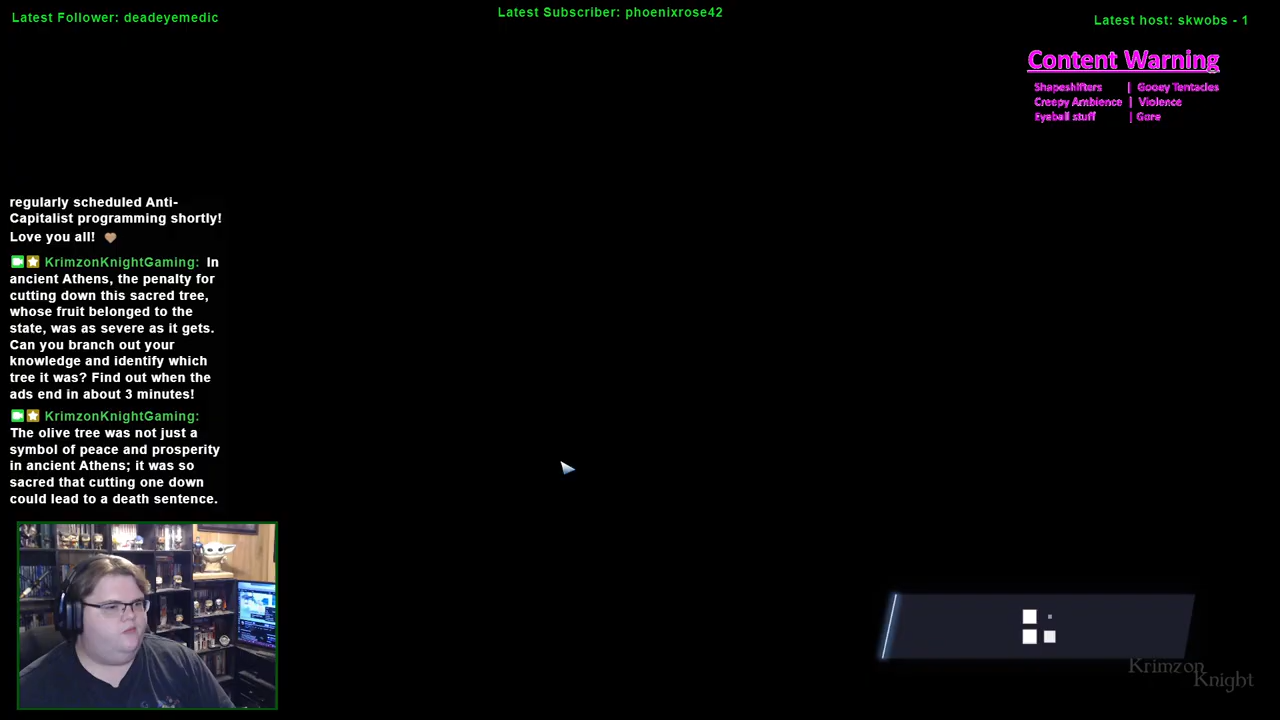 Latest Follower: deadeyemedic
Latest Subscriber: phoenixrose42
Latest host: skwobs - 1
Content Warning
Shapeshifters | Gooey Tentacles
Creepy Ambience | Violence
Eyeball stuff | Gore
regularly scheduled Anti-
Capitalist programming shortly!
Love you all!
KrimzonKnightGaming: In
ancient Athens, the penalty for
cutting down this sacred tree,
whose fruit belonged to the
state, was as severe as it gets.
Can you branch out your
knowledge and identify which
tree it was? Find out when the
ads end in about 3 minutes!
KrimzonKnightGaming:
The olive tree was not just a
symbol of peace and prosperity
in ancient Athens; it was so
sacred that cutting one down
could lead to a death sentence.
Krimzon
Knight